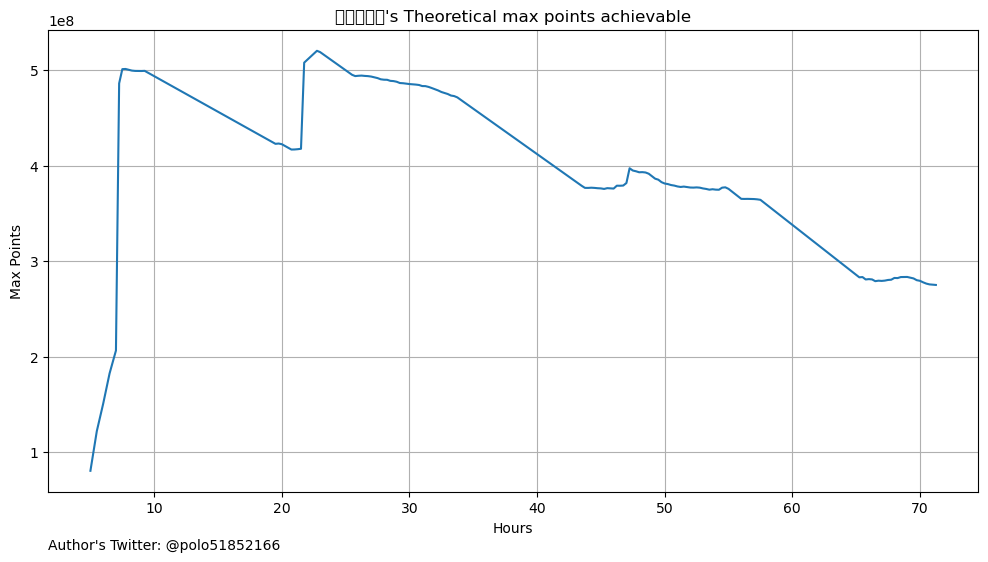 's Theoretical max points achievable
1e8
5
4
3
2
1
Max Points
10 20 30 40 50 60 70
Hours
Author's Twitter: @polo51852166